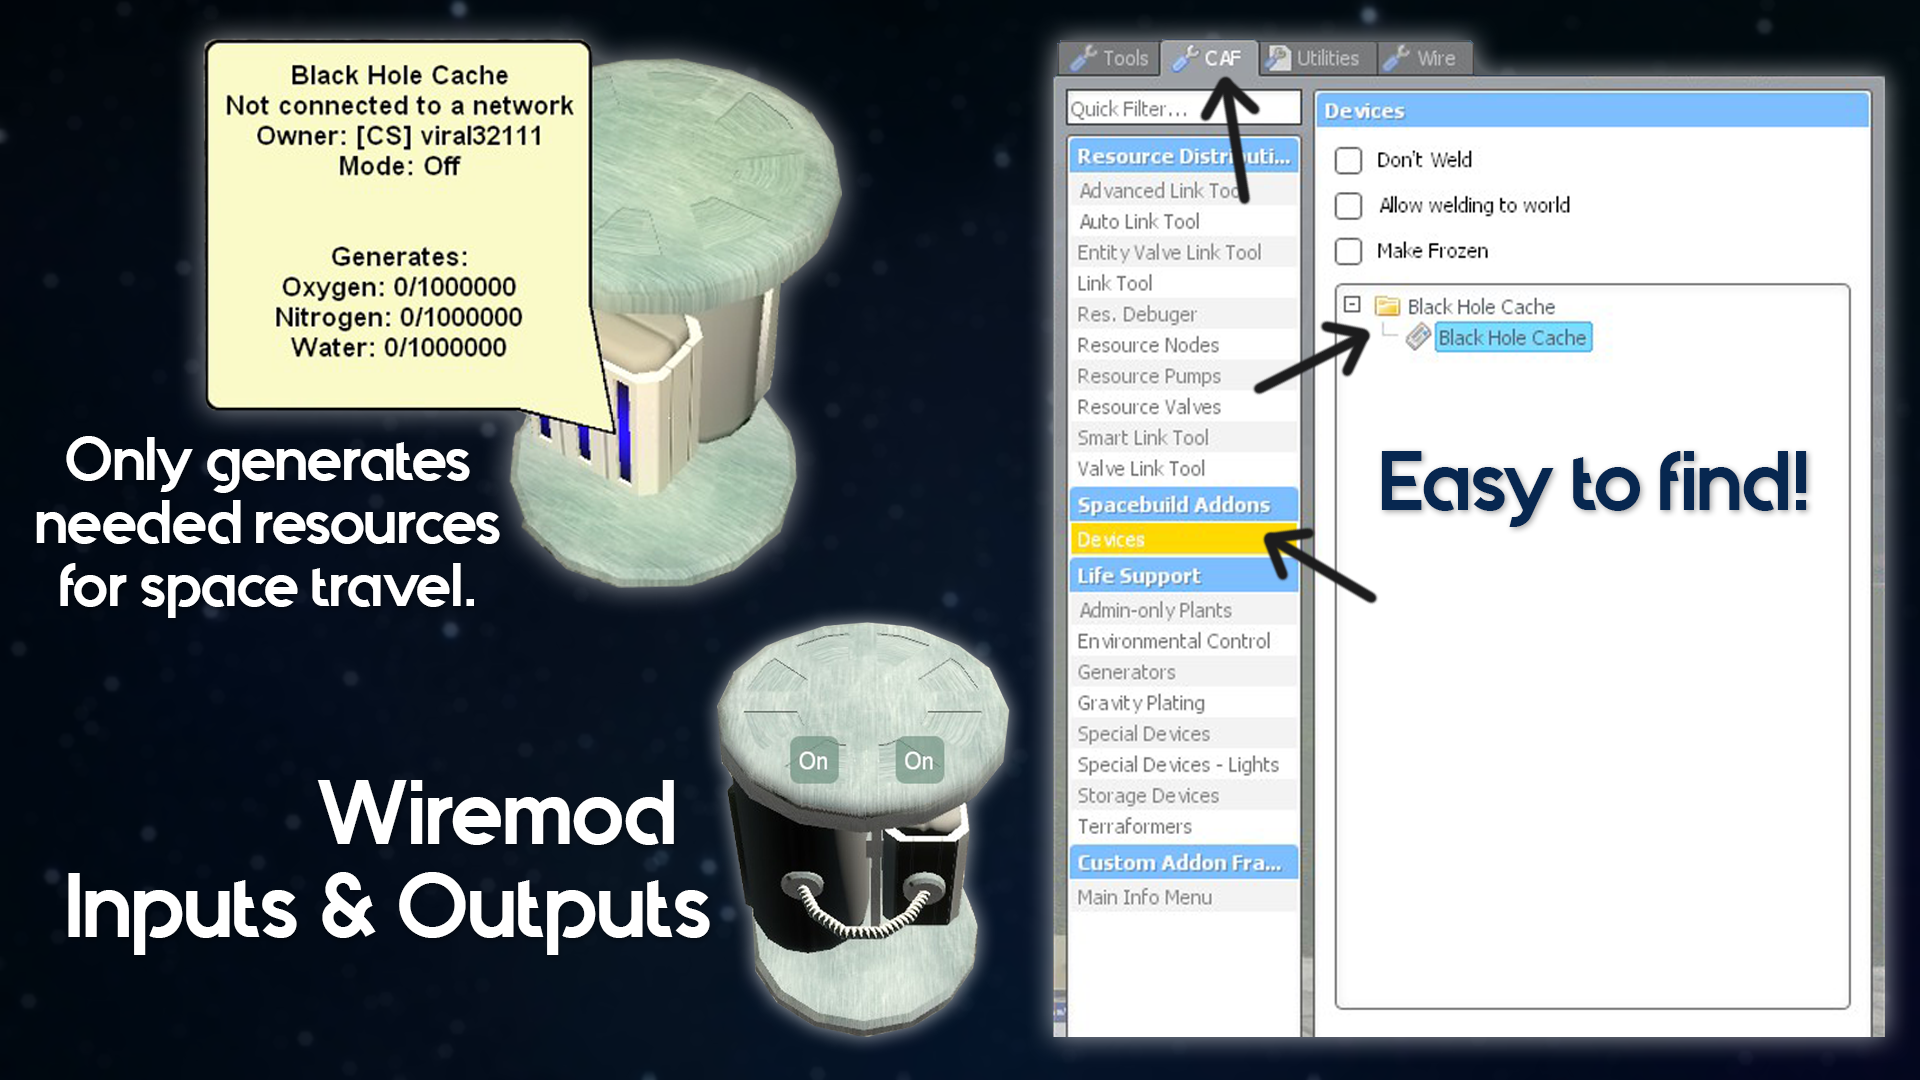 Black Hole Cache
Not connected to a network
Owner: [CS] viral32111
Mode: Off
Generates:
Oxygen: 0/1000000
Nitrogen: 0/1000000
Water: 0/1000000
Only generates
needed resources
for space travel.
Wiremod
Inputs & Outputs
On
On
Tools
CAF
Utilities
Wire
Quick Filter...
Resource Distributi...
Advanced Link Tool
Auto Link Tool
Entity Valve Link Tool
Link Tool
Res. Debuger
Resource Nodes
Resource Pumps
Resource Valves
Smart Link Tool
Valve Link Tool
Spacebuild Addons
Devices
Life Support
Admin-only Plants
Environmental Control
Generators
Gravity Plating
Special Devices
Special Devices - Lights
Storage Devices
Terraformers
Custom Addon Fra...
Main Info Menu
Devices
Don't Weld
Allow welding to world
Make Frozen
Black Hole Cache
Black Hole Cache
Easy to find!